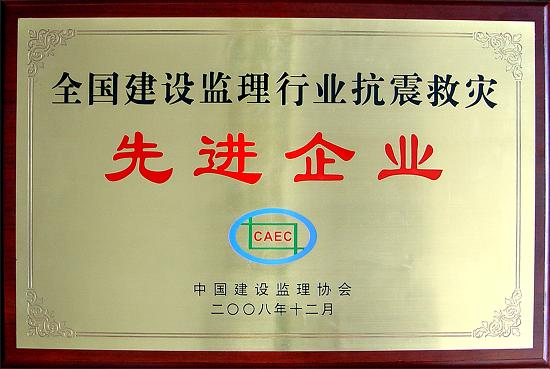 全国建设监理行业抗震救灾
先进企业
CAEC
中国建设监理协会
二〇〇八年十二月